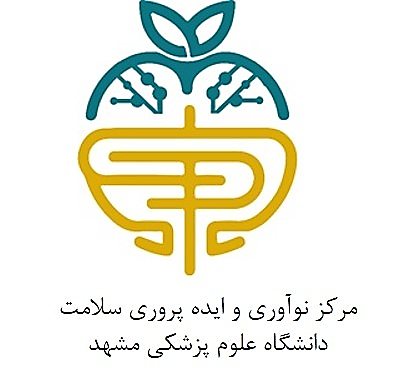 مرکز نوآوری و ایده پروری سلامت
دانشگاه علوم پزشکی مشهد